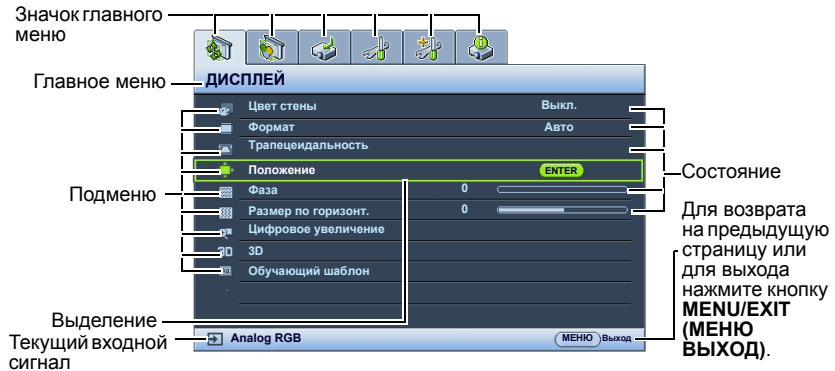 Значок главного
меню
Главное меню
ДИСПЛЕЙ
Цвет стены Выкл.
Формат Авто
Трапецеидальность
Положение ENTER
Фаза 0
Размер по горизонт. 0
Цифровое увеличение
3D 3D
Обучающий шаблон
Подменю
Состояние
Для возврата
на предыдущую
страницу или
для выхода
нажмите кнопку
MENU/EXIT
(МЕНЮ
ВЫХОД).
Выделение
Текущий входной
сигнал
Analog RGB МЕНЮ Выход